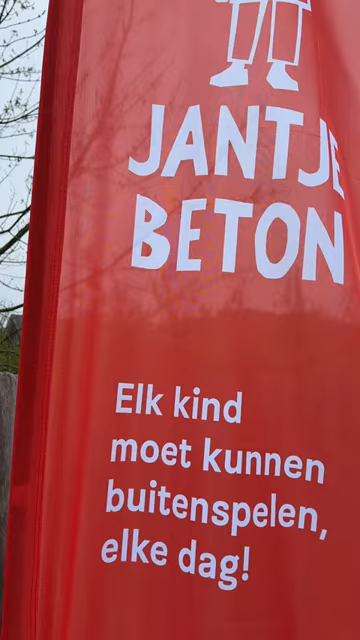 JANTJE
BETON
Elk kind
moet kunnen
buitenspelen,
elke dag!